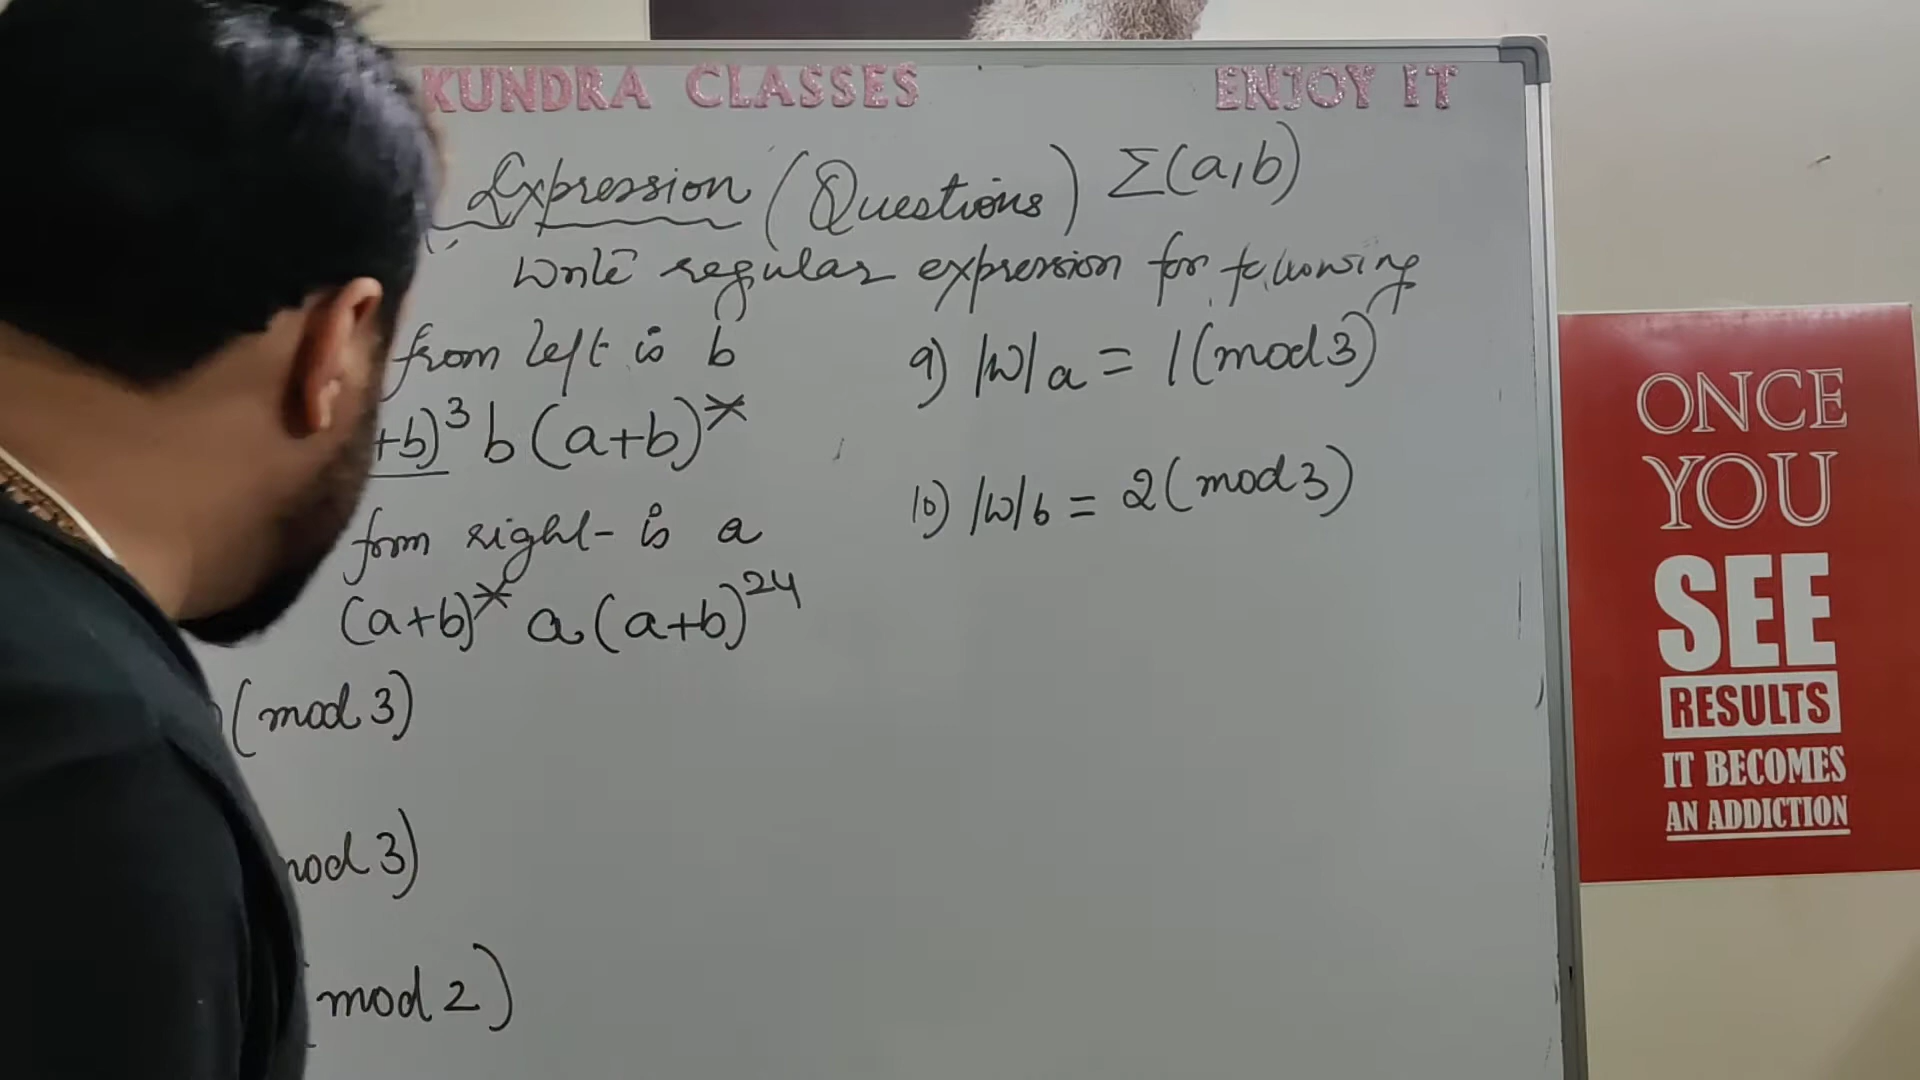 KUNDRA CLASSES ENJOY IT
Expression (Questions) Σ(a,b)
Write regular expression for following
from left is b
+b)³ b (a+b)*
from right is a
(a+b)* a (a+b)²⁴
(mod 3)
mod 3)
mod 2)
9) |W|a = 1(mod 3)
10) |W|b = 2(mod 3)
ONCE
YOU
SEE
RESULTS
IT BECOMES
AN ADDICTION